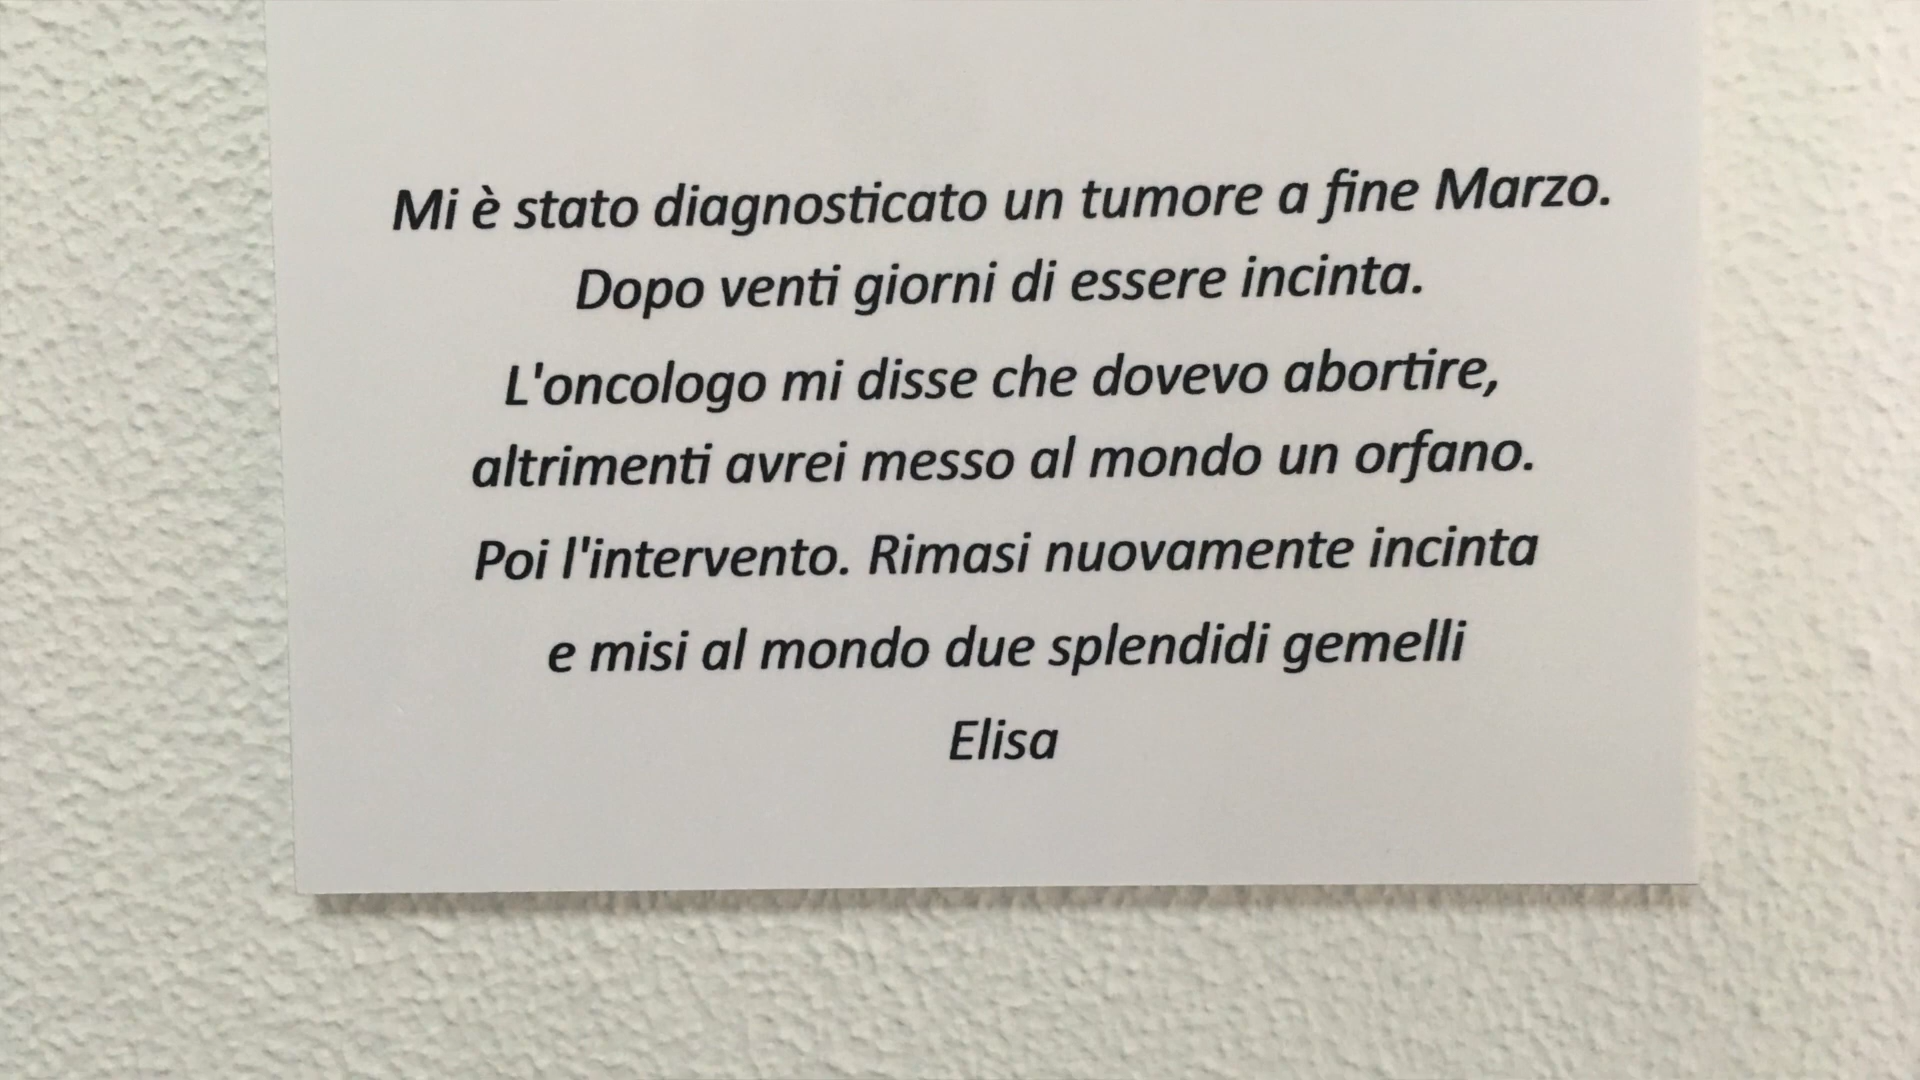 Mi è stato diagnosticato un tumore a fine Marzo.
Dopo venti giorni di essere incinta.
L'oncologo mi disse che dovevo abortire,
altrimenti avrei messo al mondo un orfano.
Poi l'intervento. Rimasi nuovamente incinta
e misi al mondo due splendidi gemelli
Elisa